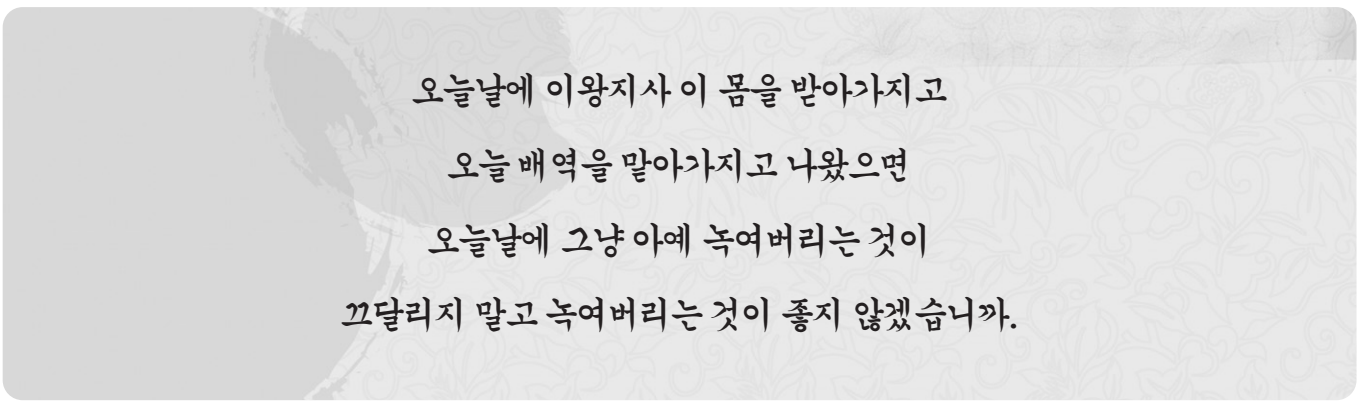 오늘날에 이왕지사 이 몸을 받아가지고
오늘 배역을 맡아가지고 나왔으면
오늘날에 그냥 아예 녹여버리는 것이
끄달리지 말고 녹여버리는 것이 좋지 않겠습니까.